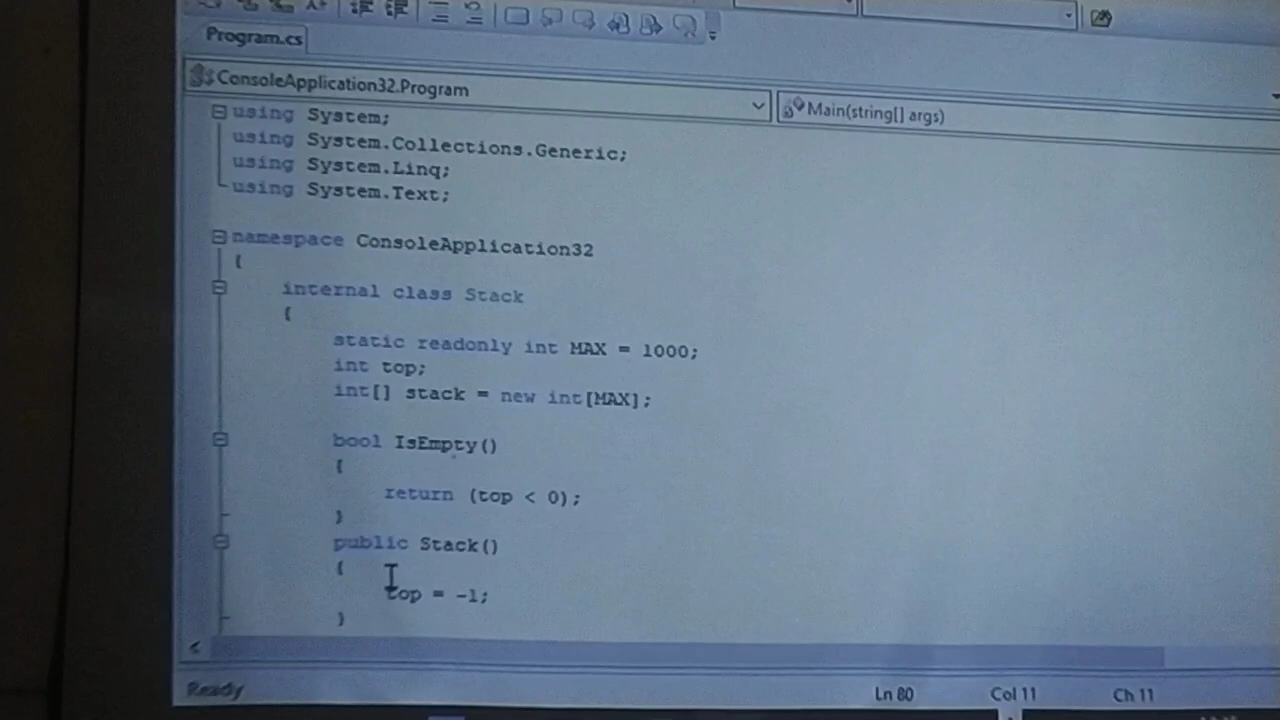 Program.cs
ConsoleApplication32.Program
Main(string[] args)
using System;
using System.Collections.Generic;
using System.Linq;
using System.Text;
namespace ConsoleApplication32
{
internal class Stack
{
static readonly int MAX = 1000;
int top;
int[] stack = new int[MAX];
bool IsEmpty()
{
return (top < 0);
}
public Stack()
{
top = -1;
}
Ready
Ln 80
Col 11
Ch 11